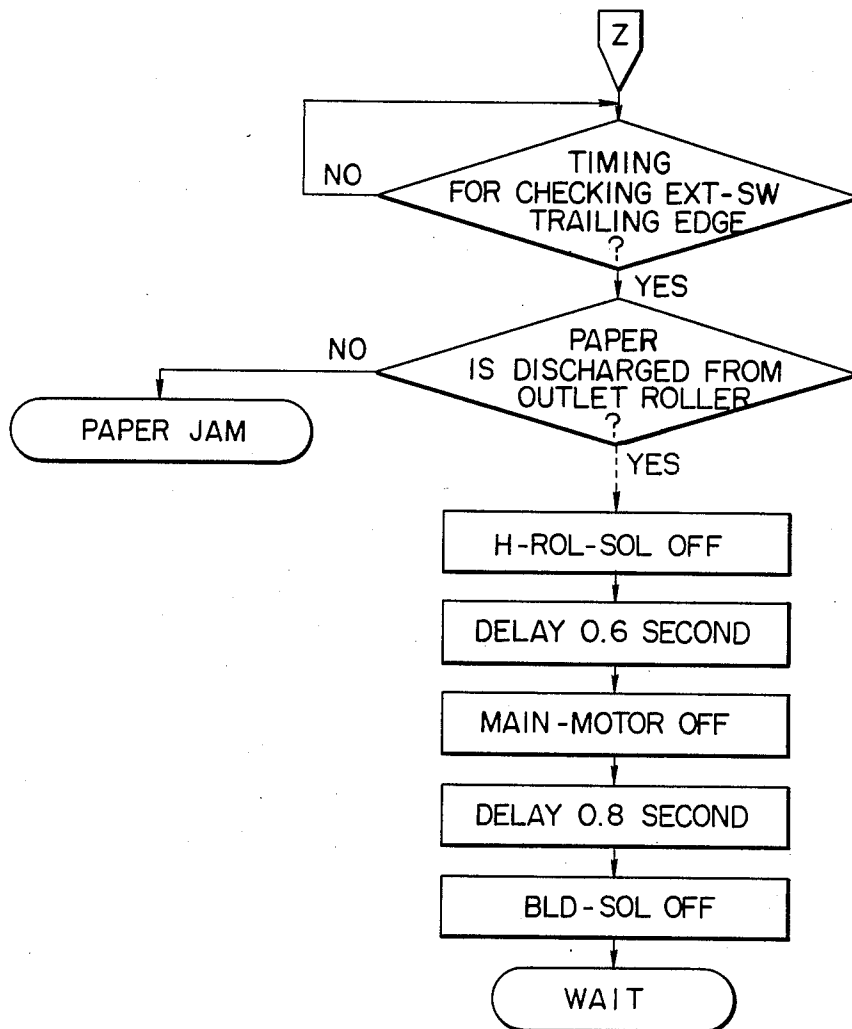 Z
TIMING
FOR CHECKING EXT-SW
TRAILING EDGE
?
NO
YES
PAPER
IS DISCHARGED FROM
OUTLET ROLLER
?
NO
PAPER JAM
YES
H-ROL-SOL OFF
DELAY 0.6 SECOND
MAIN-MOTOR OFF
DELAY 0.8 SECOND
BLD-SOL OFF
WAIT